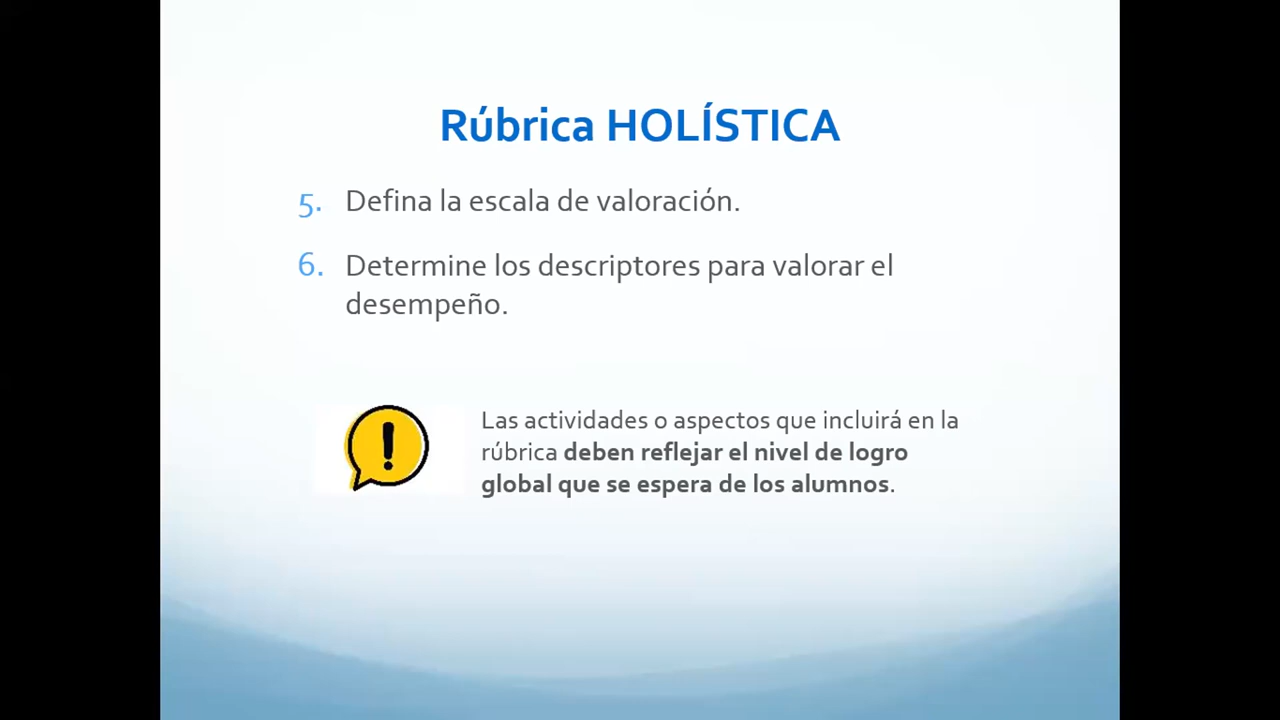 Rúbrica HOLÍSTICA
5. Defina la escala de valoración.
6. Determine los descriptores para valorar el
desempeño.
Las actividades o aspectos que incluirá en la
rúbrica deben reflejar el nivel de logro
global que se espera de los alumnos.